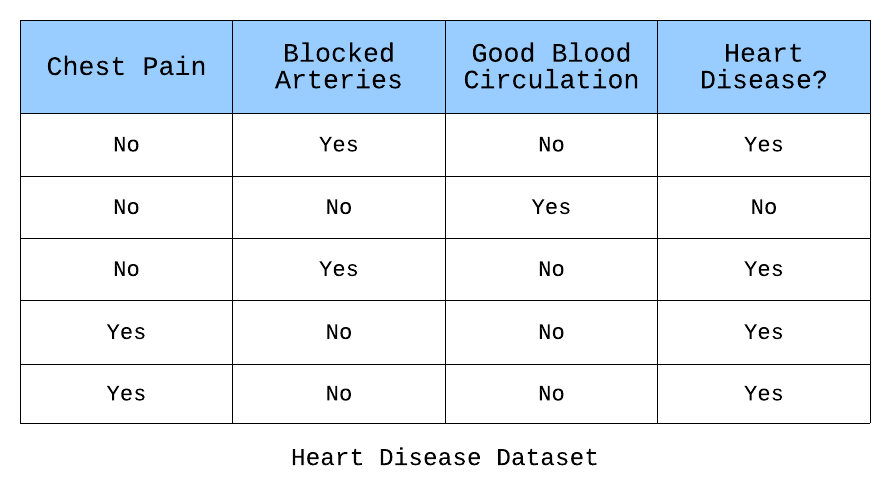 Chest Pain
Blocked
Arteries
Good Blood
Circulation
Heart
Disease?
No Yes No Yes
No No Yes No
No Yes No Yes
Yes No No Yes
Yes No No Yes
Heart Disease Dataset